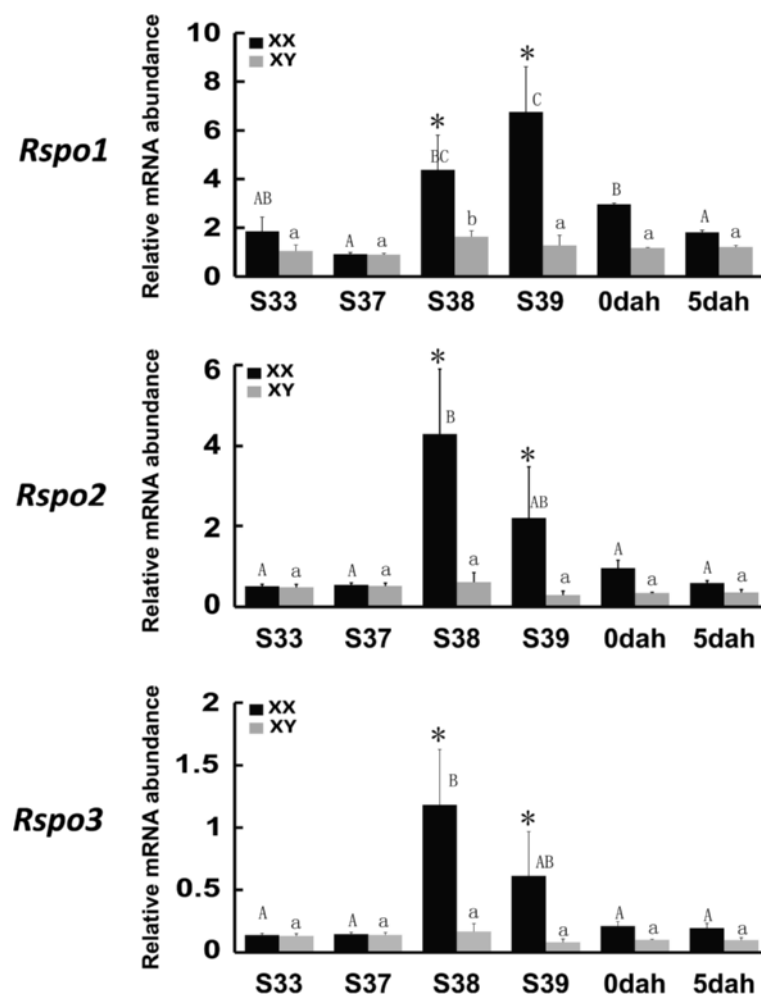 10
8
6
4
2
0
Relative mRNA abundance
Rspo1
XX
XY
AB
a
A
a
*
BC
b
*
C
a
B
a
A
a
S33 S37 S38 S39 0dah 5dah
6
4
2
0
Relative mRNA abundance
Rspo2
XX
XY
A
a
A
a
*
B
a
*
AB
a
A
a
A
a
S33 S37 S38 S39 0dah 5dah
2
1.5
1
0.5
0
Relative mRNA abundance
Rspo3
XX
XY
A
a
A
a
*
B
a
*
AB
a
A
a
A
a
S33 S37 S38 S39 0dah 5dah